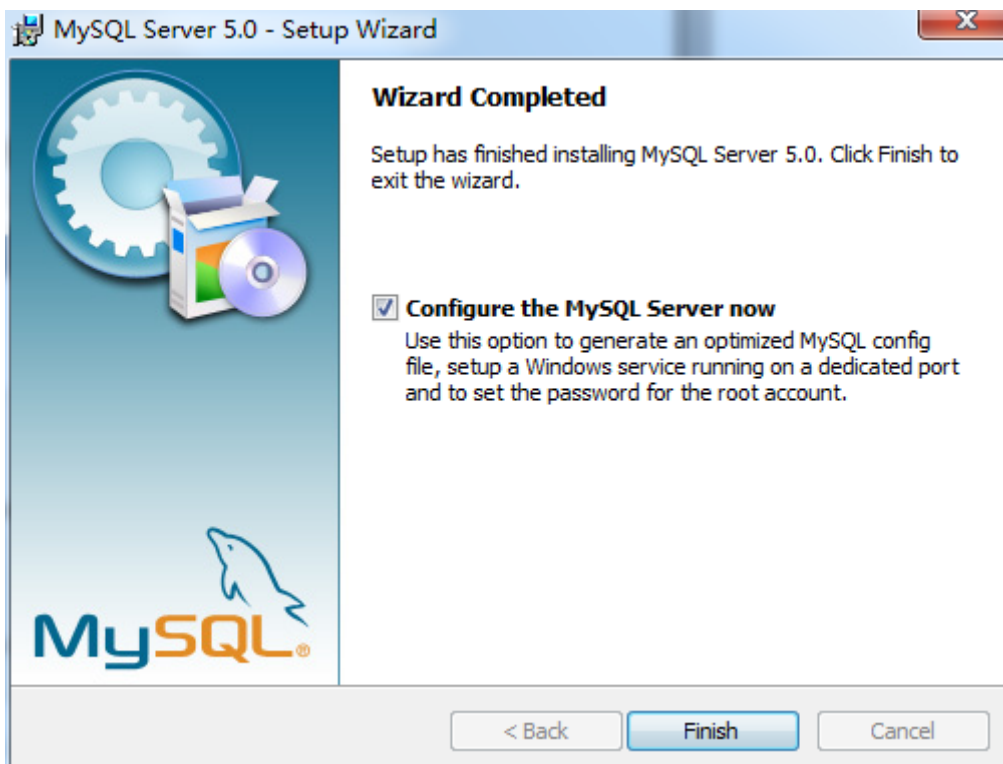 MySQL Server 5.0 - Setup Wizard
Wizard Completed
Setup has finished installing MySQL Server 5.0. Click Finish to
exit the wizard.
Configure the MySQL Server now
Use this option to generate an optimized MySQL config
file, setup a Windows service running on a dedicated port
and to set the password for the root account.
MySQL®
< Back
Finish
Cancel